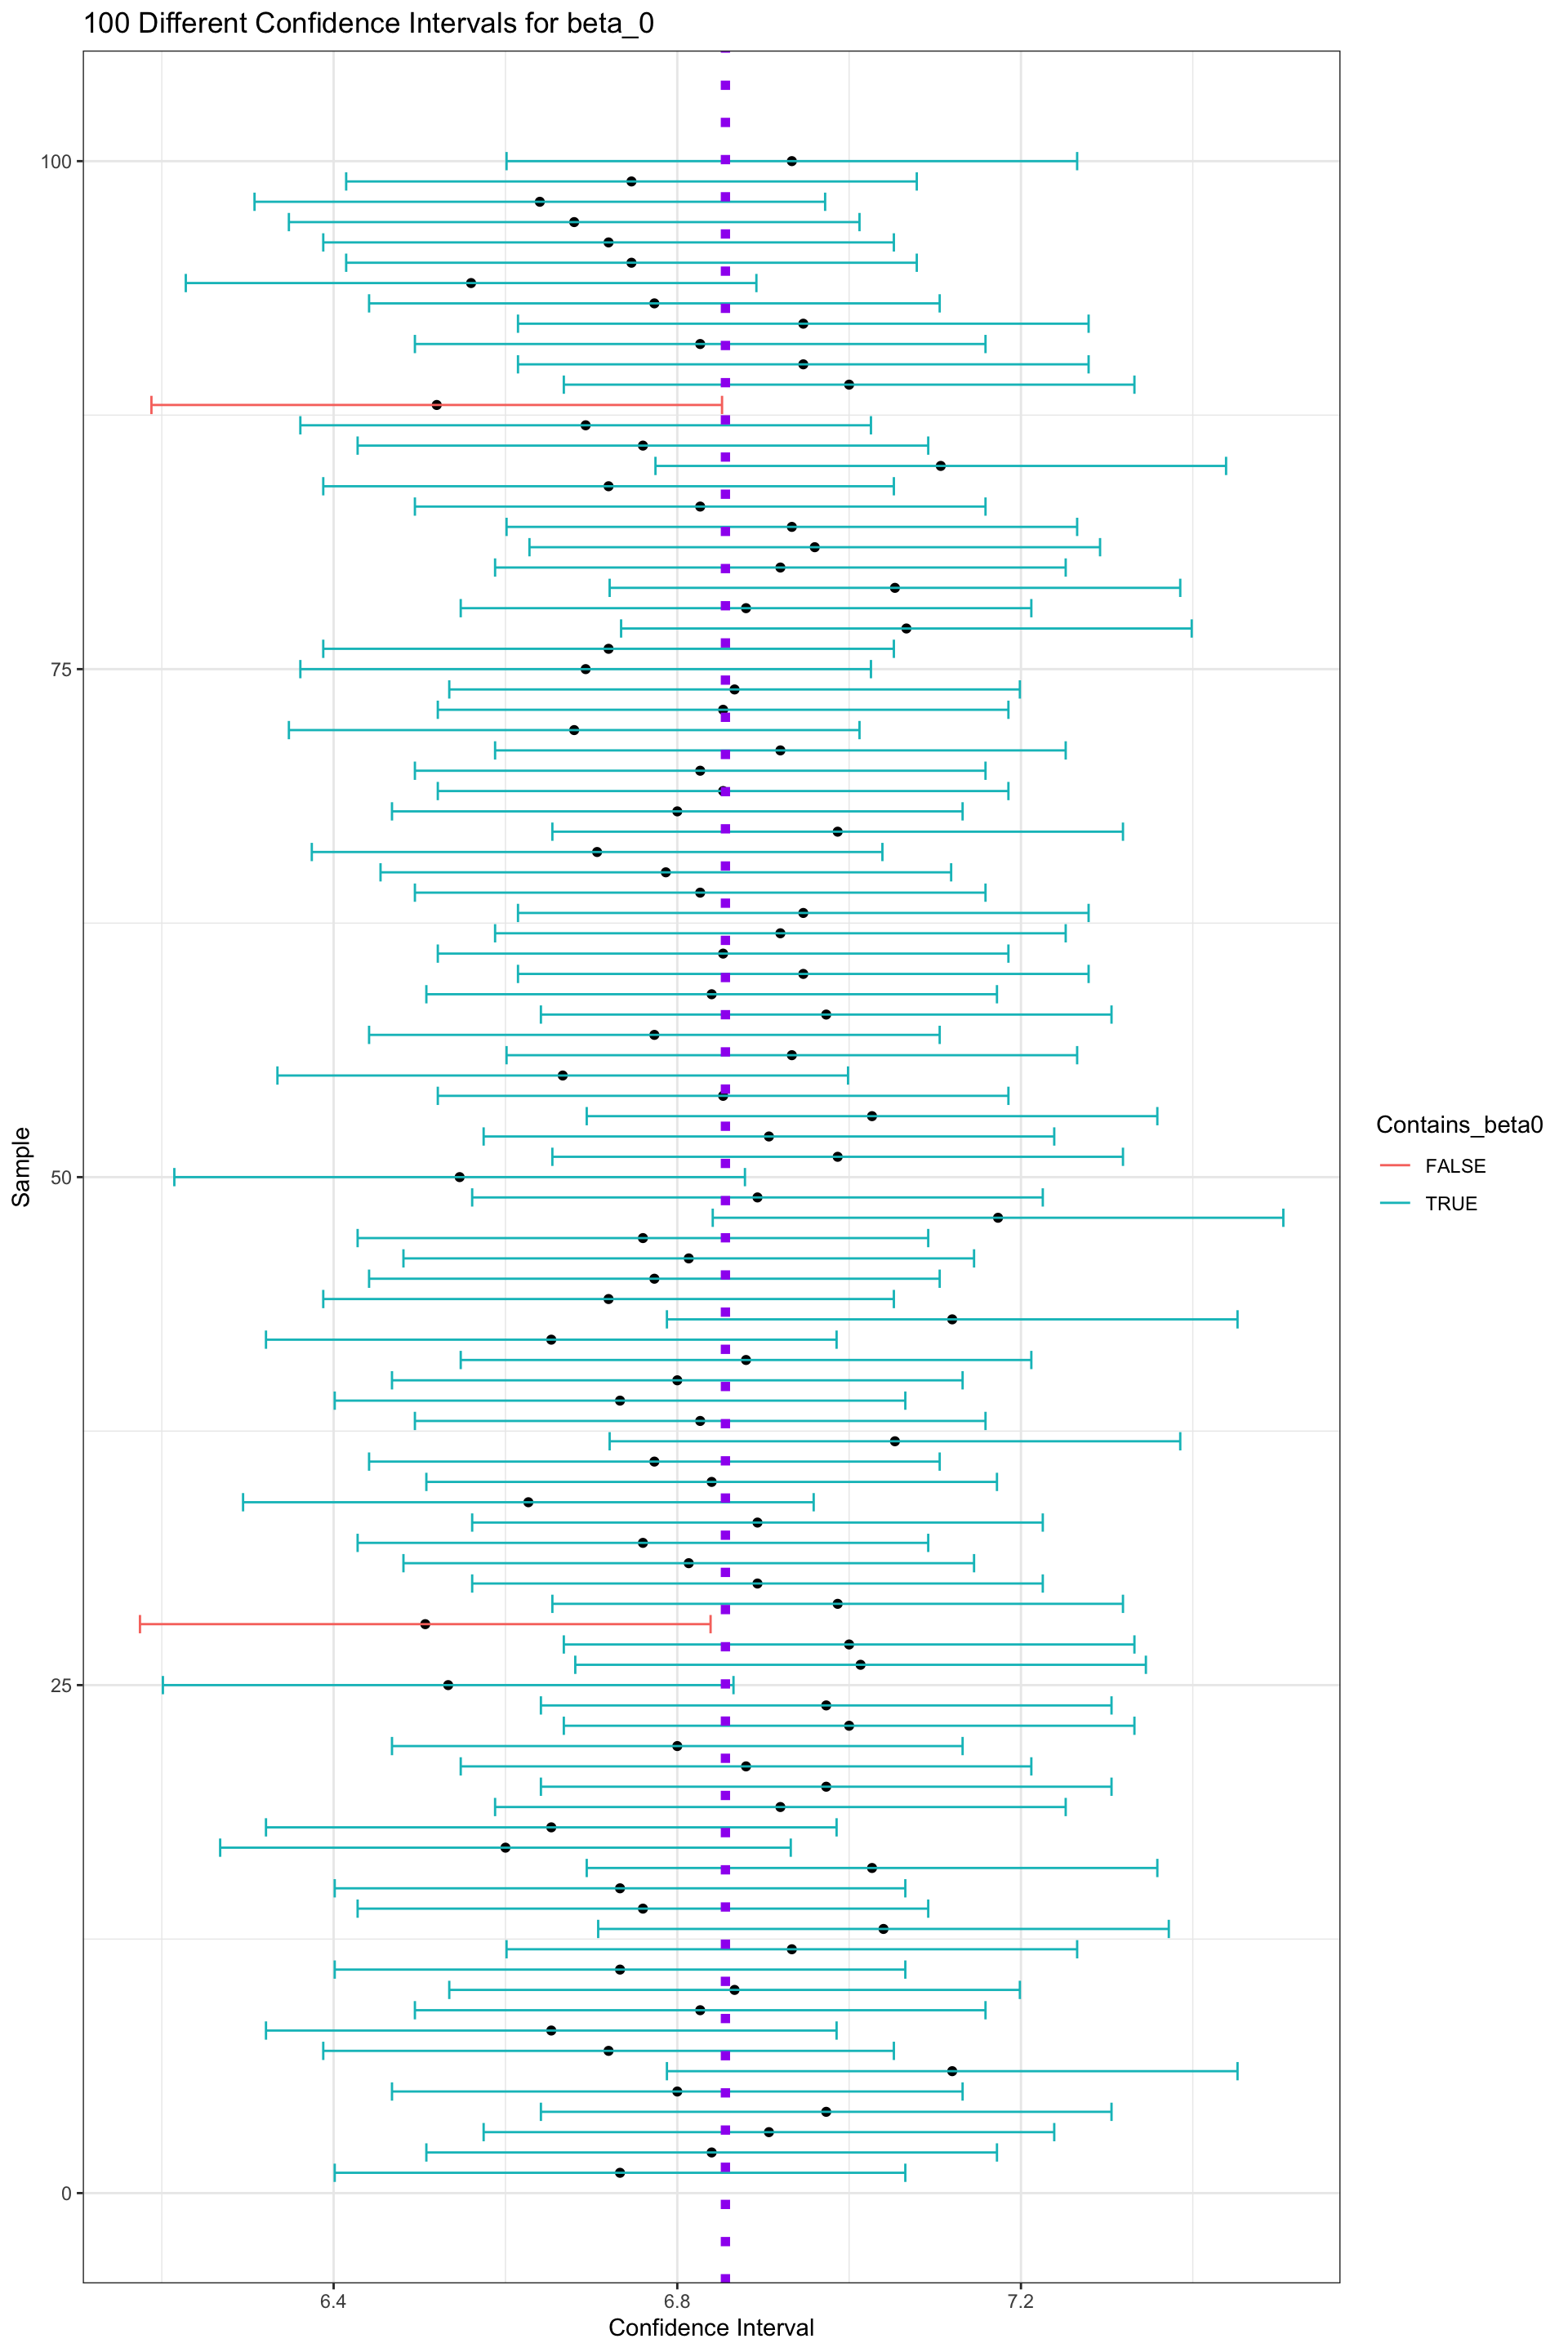 100 Different Confidence Intervals for beta_0
100
75
50
25
0
Sample
6.4
6.8
7.2
Confidence Interval
Contains_beta0
FALSE
TRUE